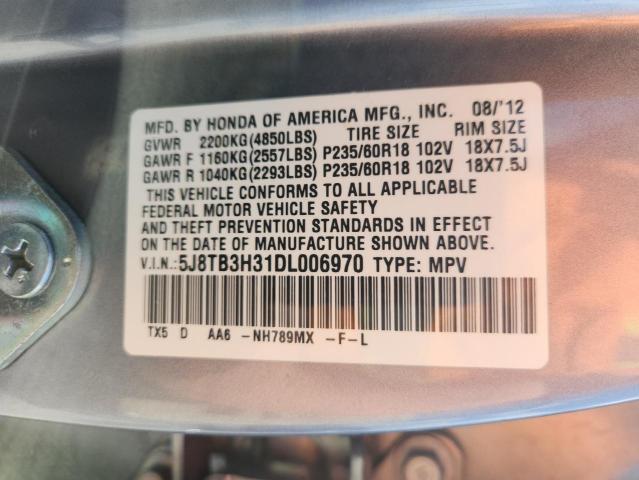 MFD. BY HONDA OF AMERICA MFG., INC. 08/'12
GVWR 2200KG(4850LBS) TIRE SIZE RIM SIZE
GAWR F 1160KG(2557LBS) P235/60R18 102V 18X7.5J
GAWR R 1040KG(2293LBS) P235/60R18 102V 18X7.5J
THIS VEHICLE CONFORMS TO ALL APPLICABLE
FEDERAL MOTOR VEHICLE SAFETY
AND THEFT PREVENTION STANDARDS IN EFFECT
ON THE DATE OF MANUFACTURE SHOWN ABOVE.
V.I.N.:5J8TB3H31DL006970 TYPE: MPV
TX5 D AA6 -NH789MX -F-L